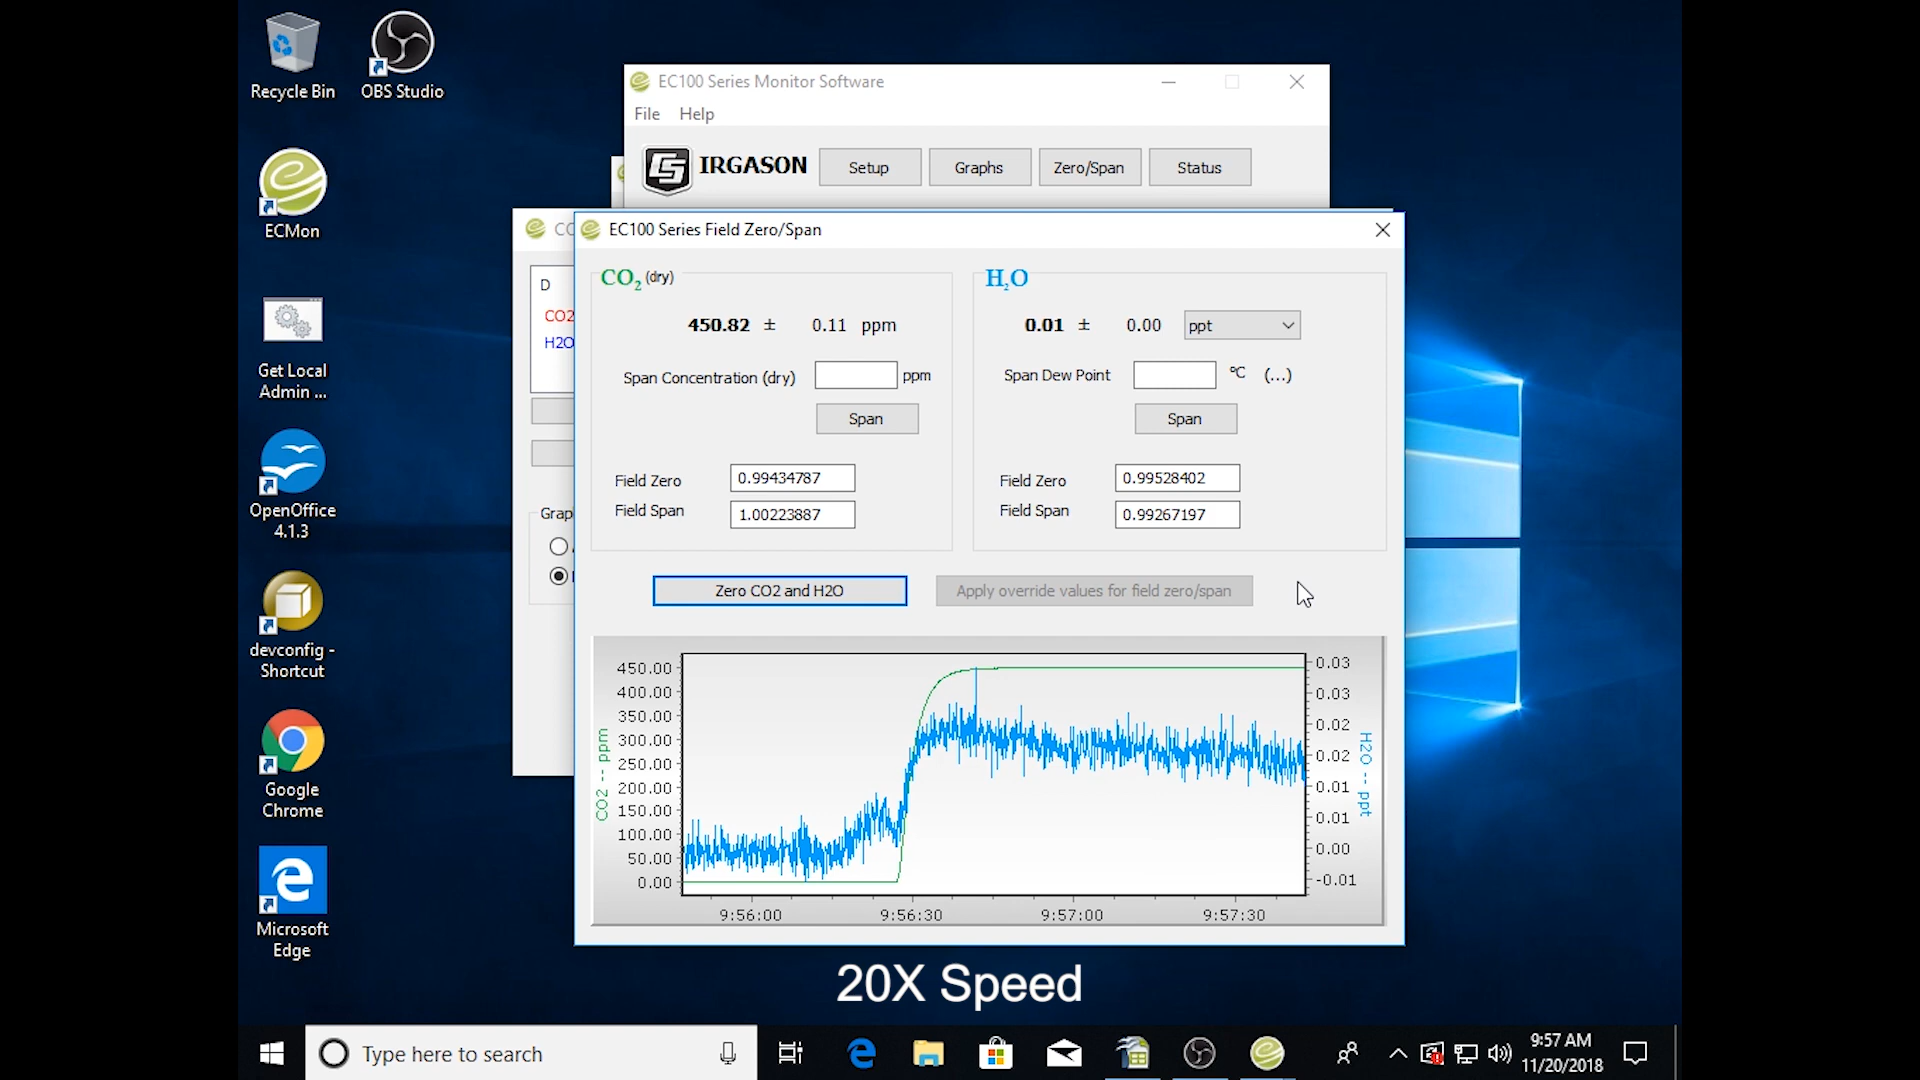 Recycle Bin
OBS Studio
ECMon
Get Local
Admin ...
OpenOffice
4.1.3
devconfig -
Shortcut
Google
Chrome
Microsoft
Edge
EC100 Series Monitor Software
File Help
IRGASON
Setup
Graphs
Zero/Span
Status
EC100 Series Field Zero/Span
D
CO2
H2O
CO₂ (dry)
450.82 ± 0.11 ppm
Span Concentration (dry) ppm
Span
Field Zero 0.99434787
Field Span 1.00223887
H₂O
0.01 ± 0.00 ppt
Span Dew Point ºC (...)
Span
Field Zero 0.99528402
Field Span 0.99267197
Zero CO2 and H2O
Apply override values for field zero/span
CO2 -- ppm
450.00
400.00
350.00
300.00
250.00
200.00
150.00
100.00
50.00
0.00
0.03
0.03
0.02
0.02
0.01
0.01
0.00
-0.01
H2O -- ppt
9:56:00 9:56:30 9:57:00 9:57:30
20X Speed
Type here to search
9:57 AM
11/20/2018